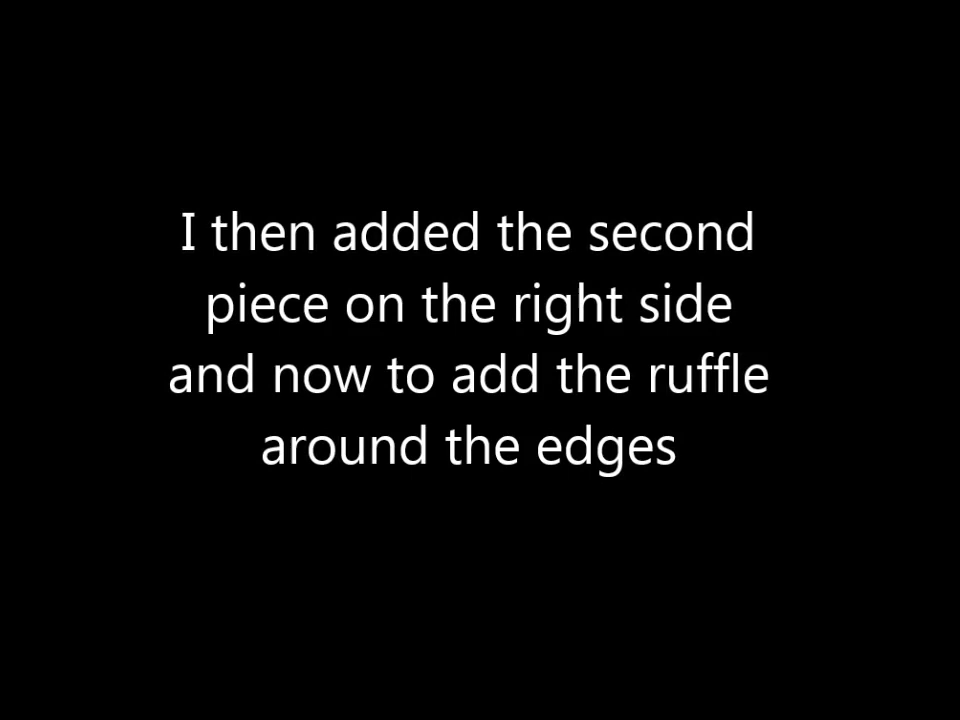 I then added the second
piece on the right side
and now to add the ruffle
around the edges